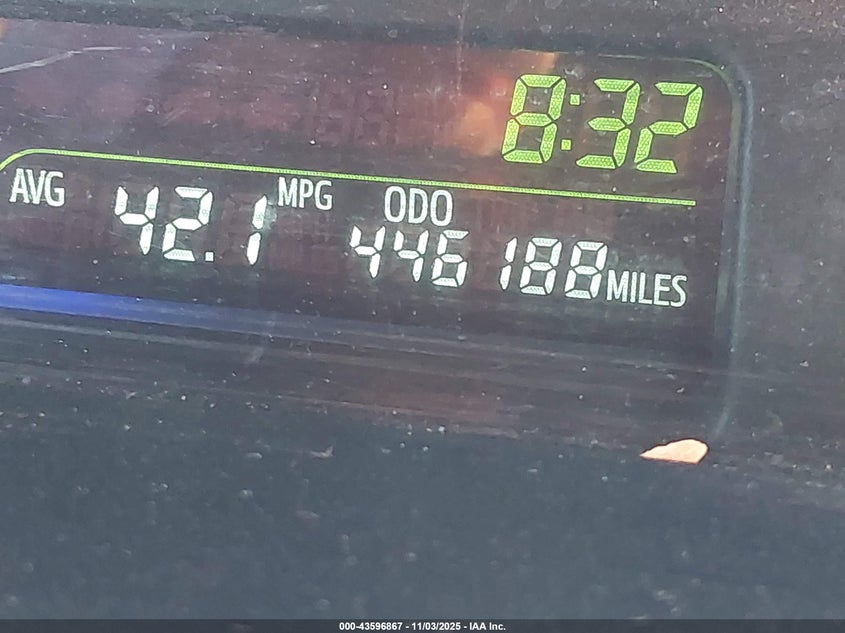 8:32
AVG 42.1 MPG ODO 446188 MILES
000-43596867 - 11/03/2025 - IAA Inc.